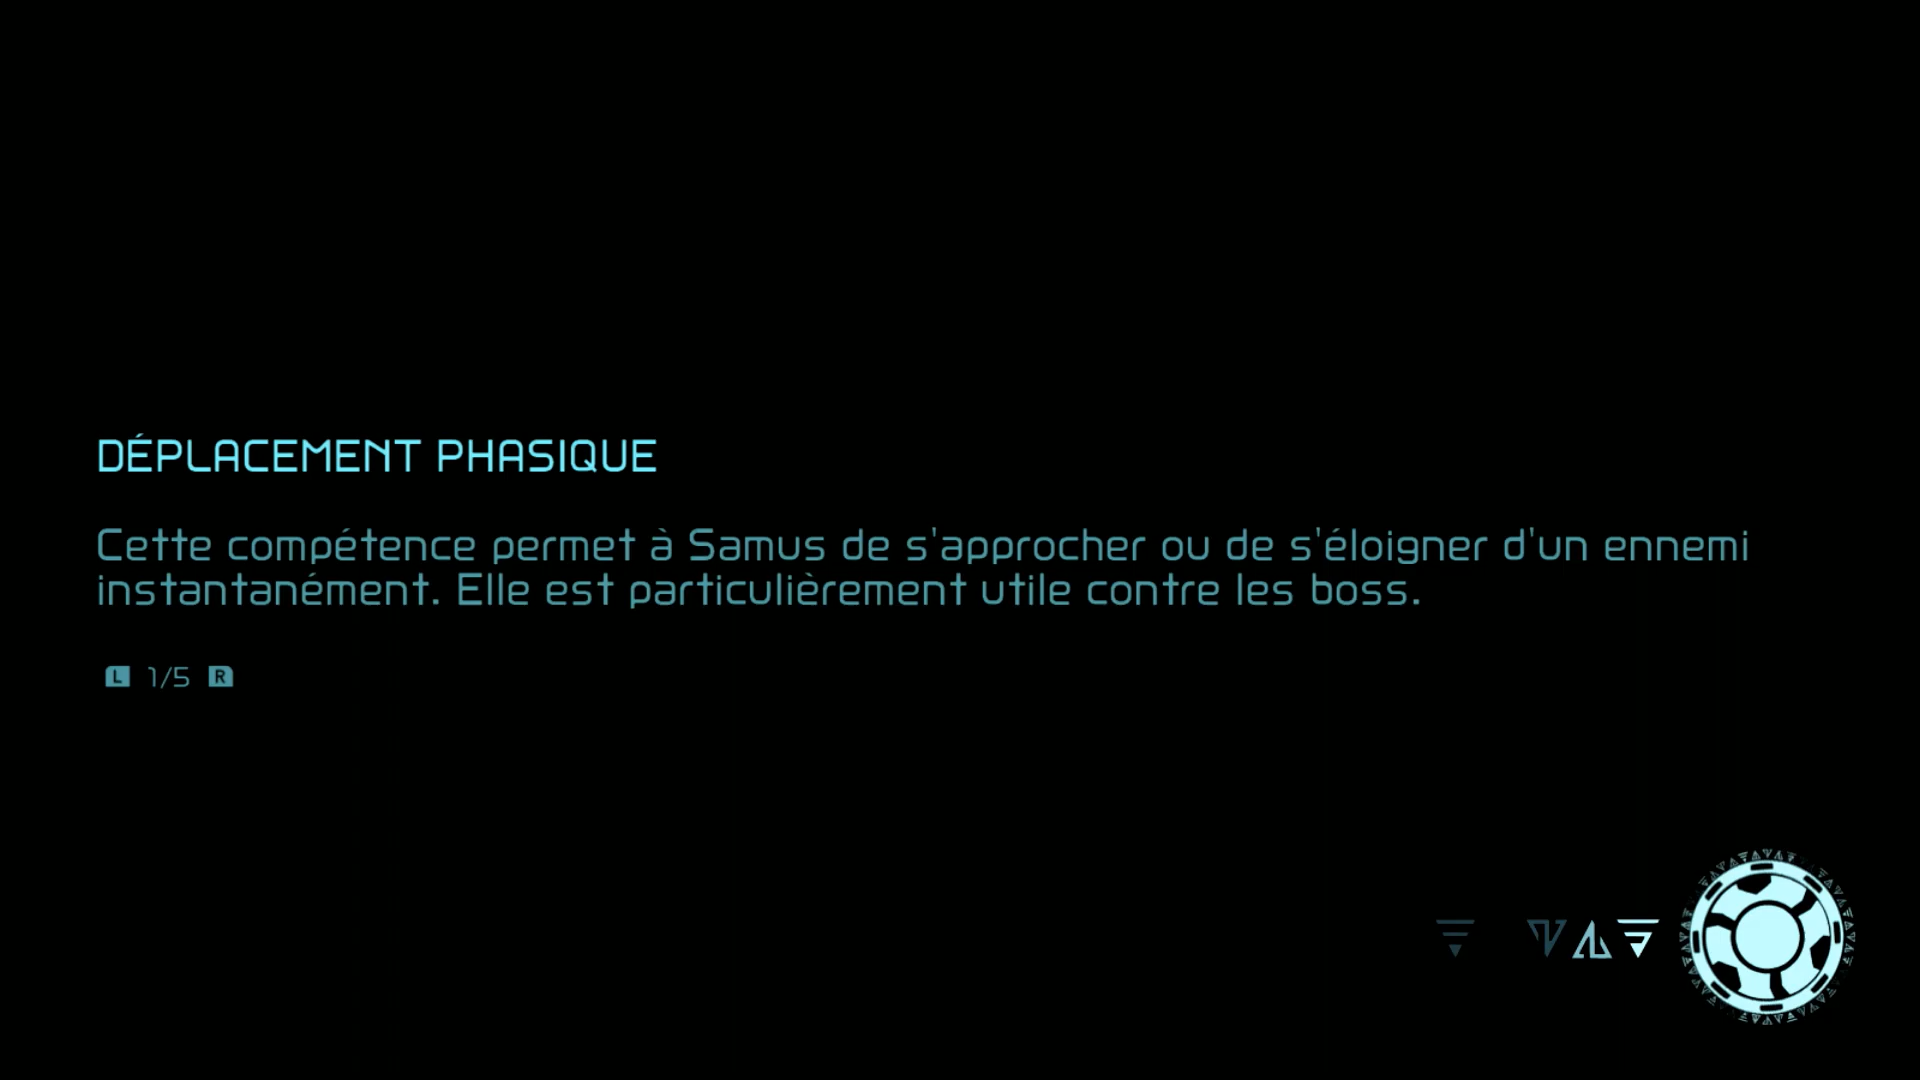 DÉPLACEMENT PHASIQUE
Cette compétence permet à Samus de s'approcher ou de s'éloigner d'un ennemi
instantanément. Elle est particulièrement utile contre les boss.
L 1/5 R